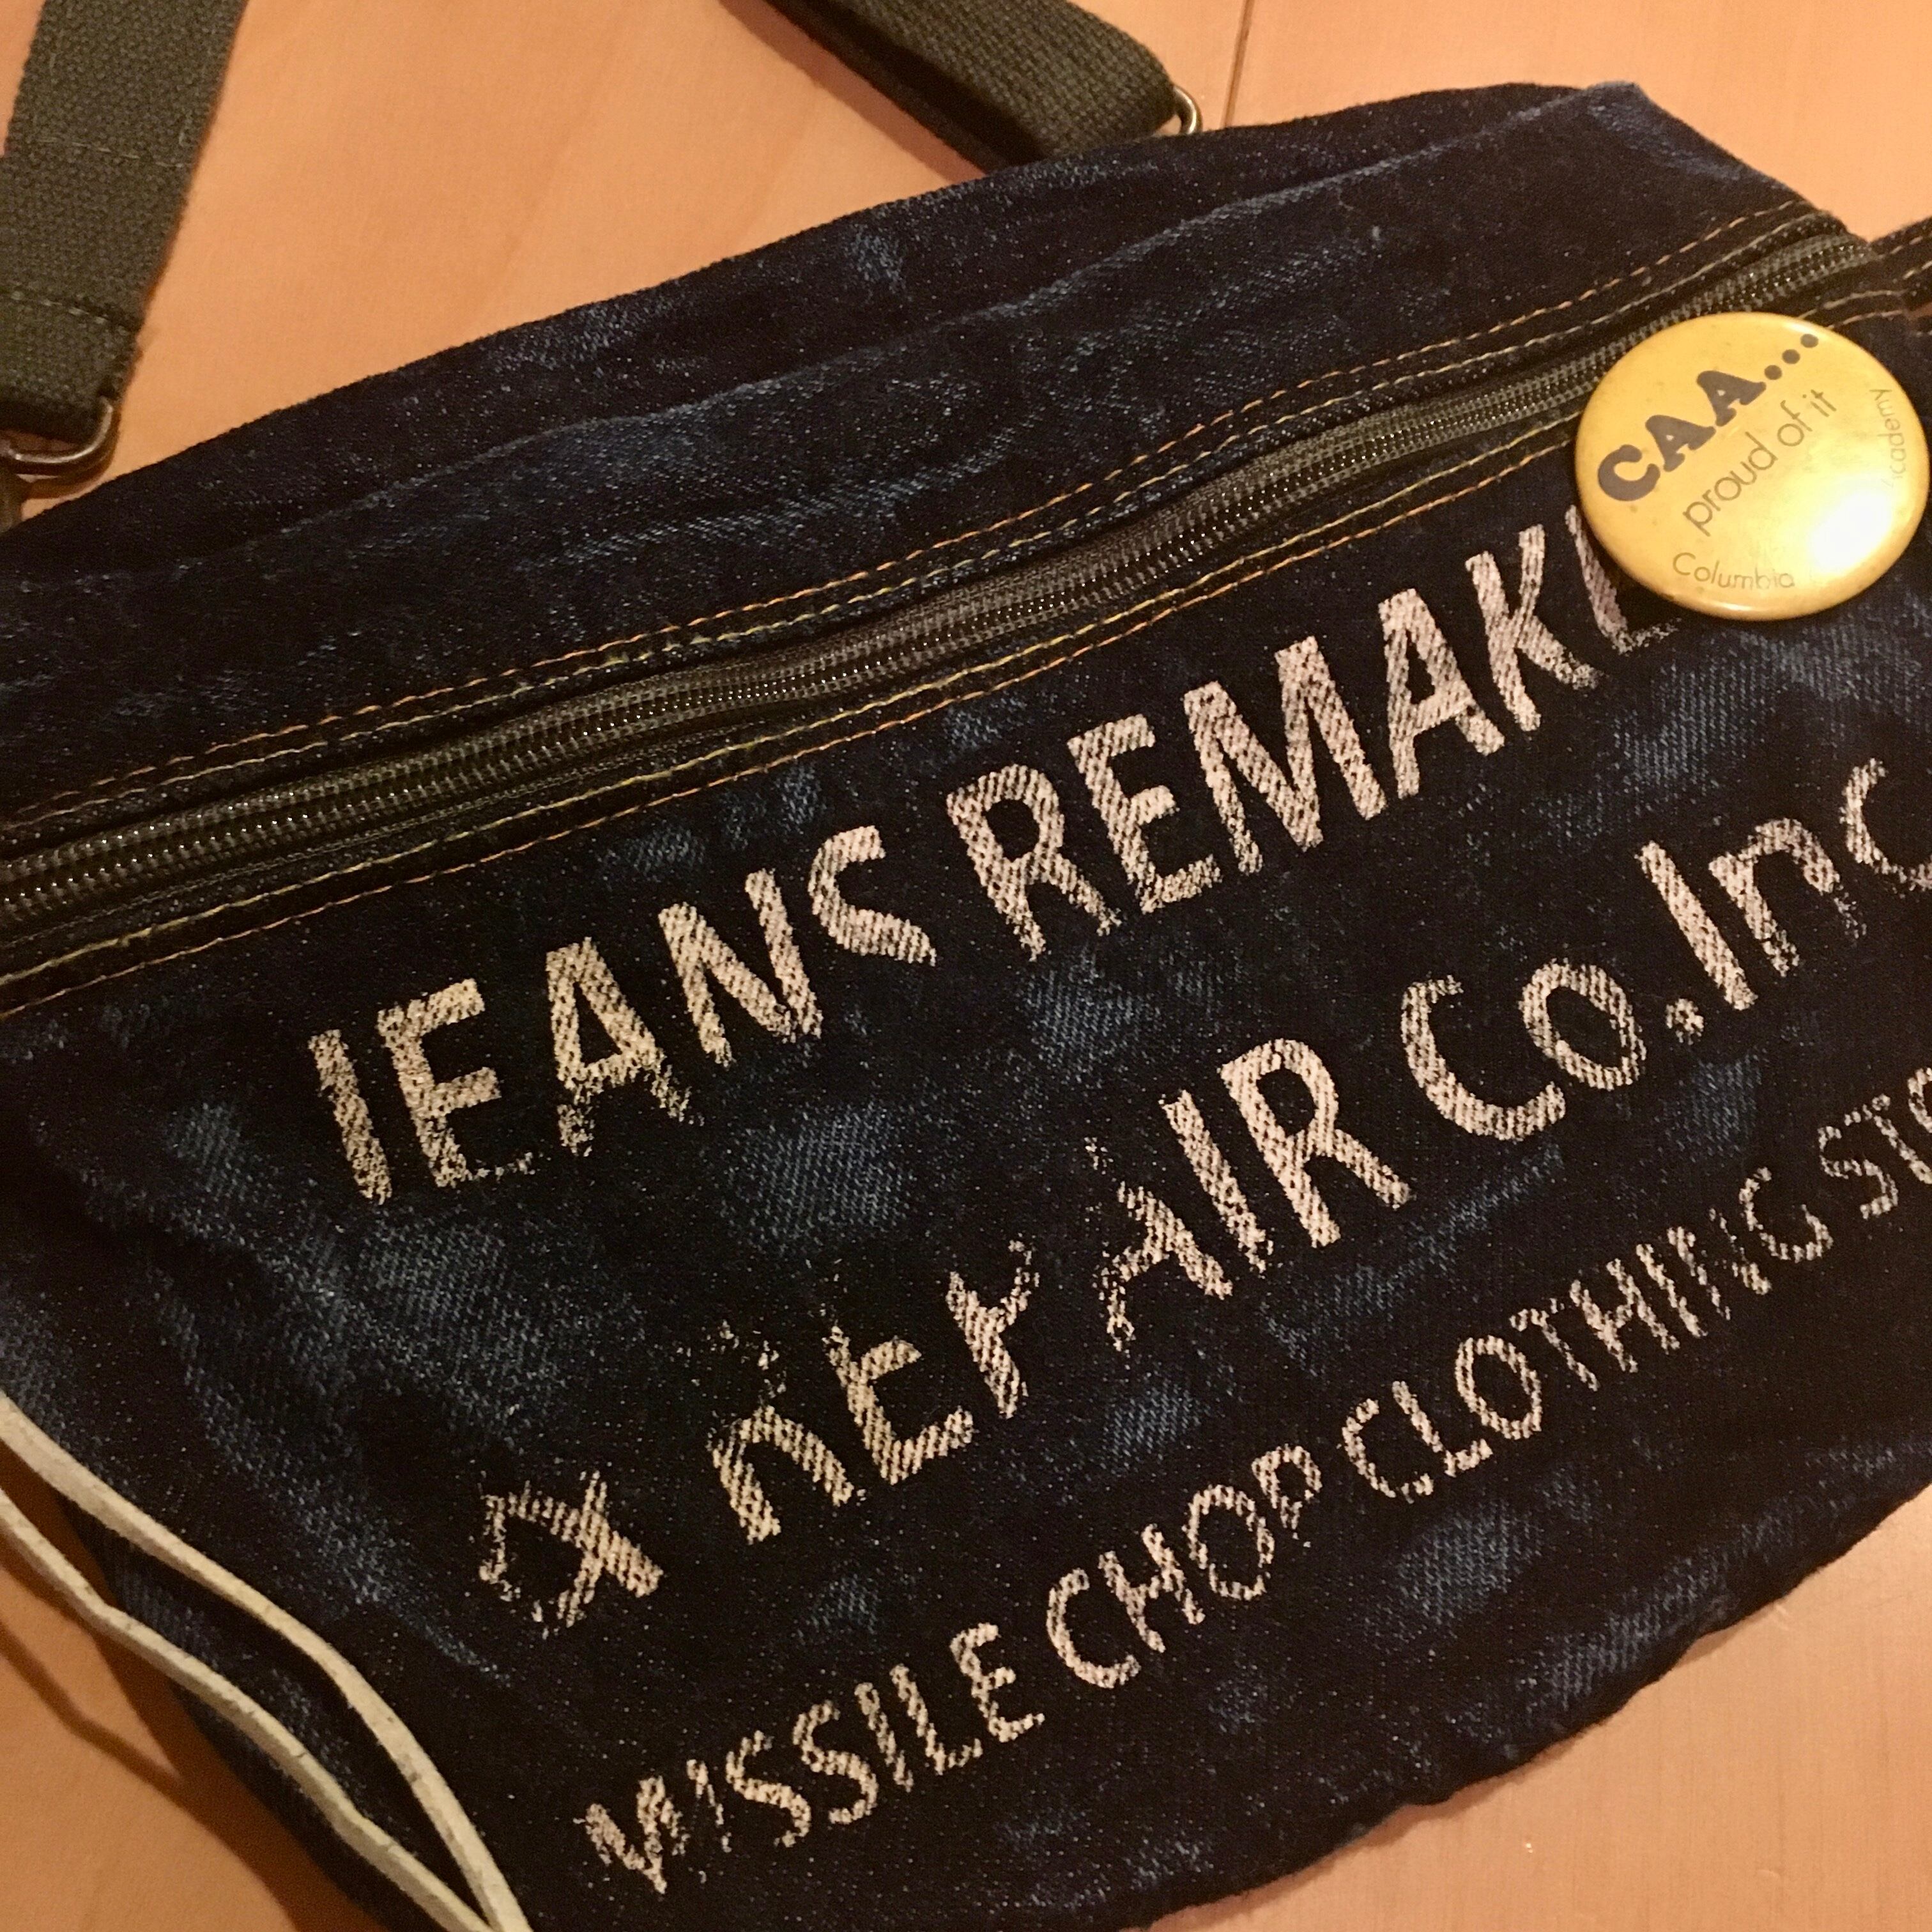 CAA...
proud of it
Columbia
JEANS REMAKE
& REPAIR Co.Inc
MISSILE CHOP CLOTHING